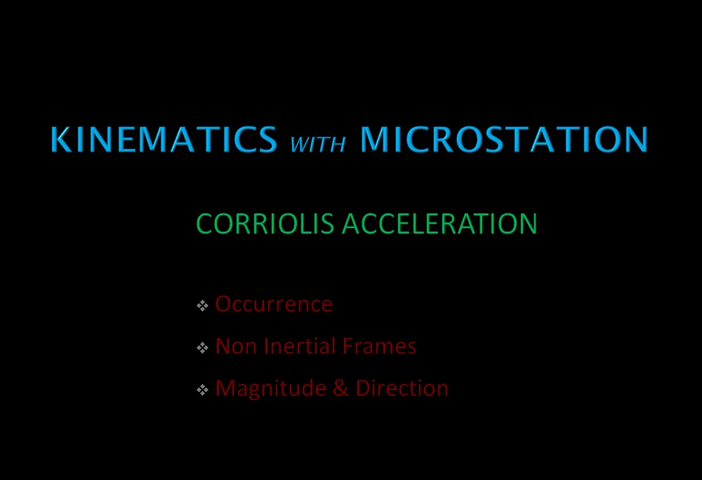 KINEMATICS WITH MICROSTATION
CORRIOLIS ACCELERATION
Occurrence
Non Inertial Frames
Magnitude & Direction